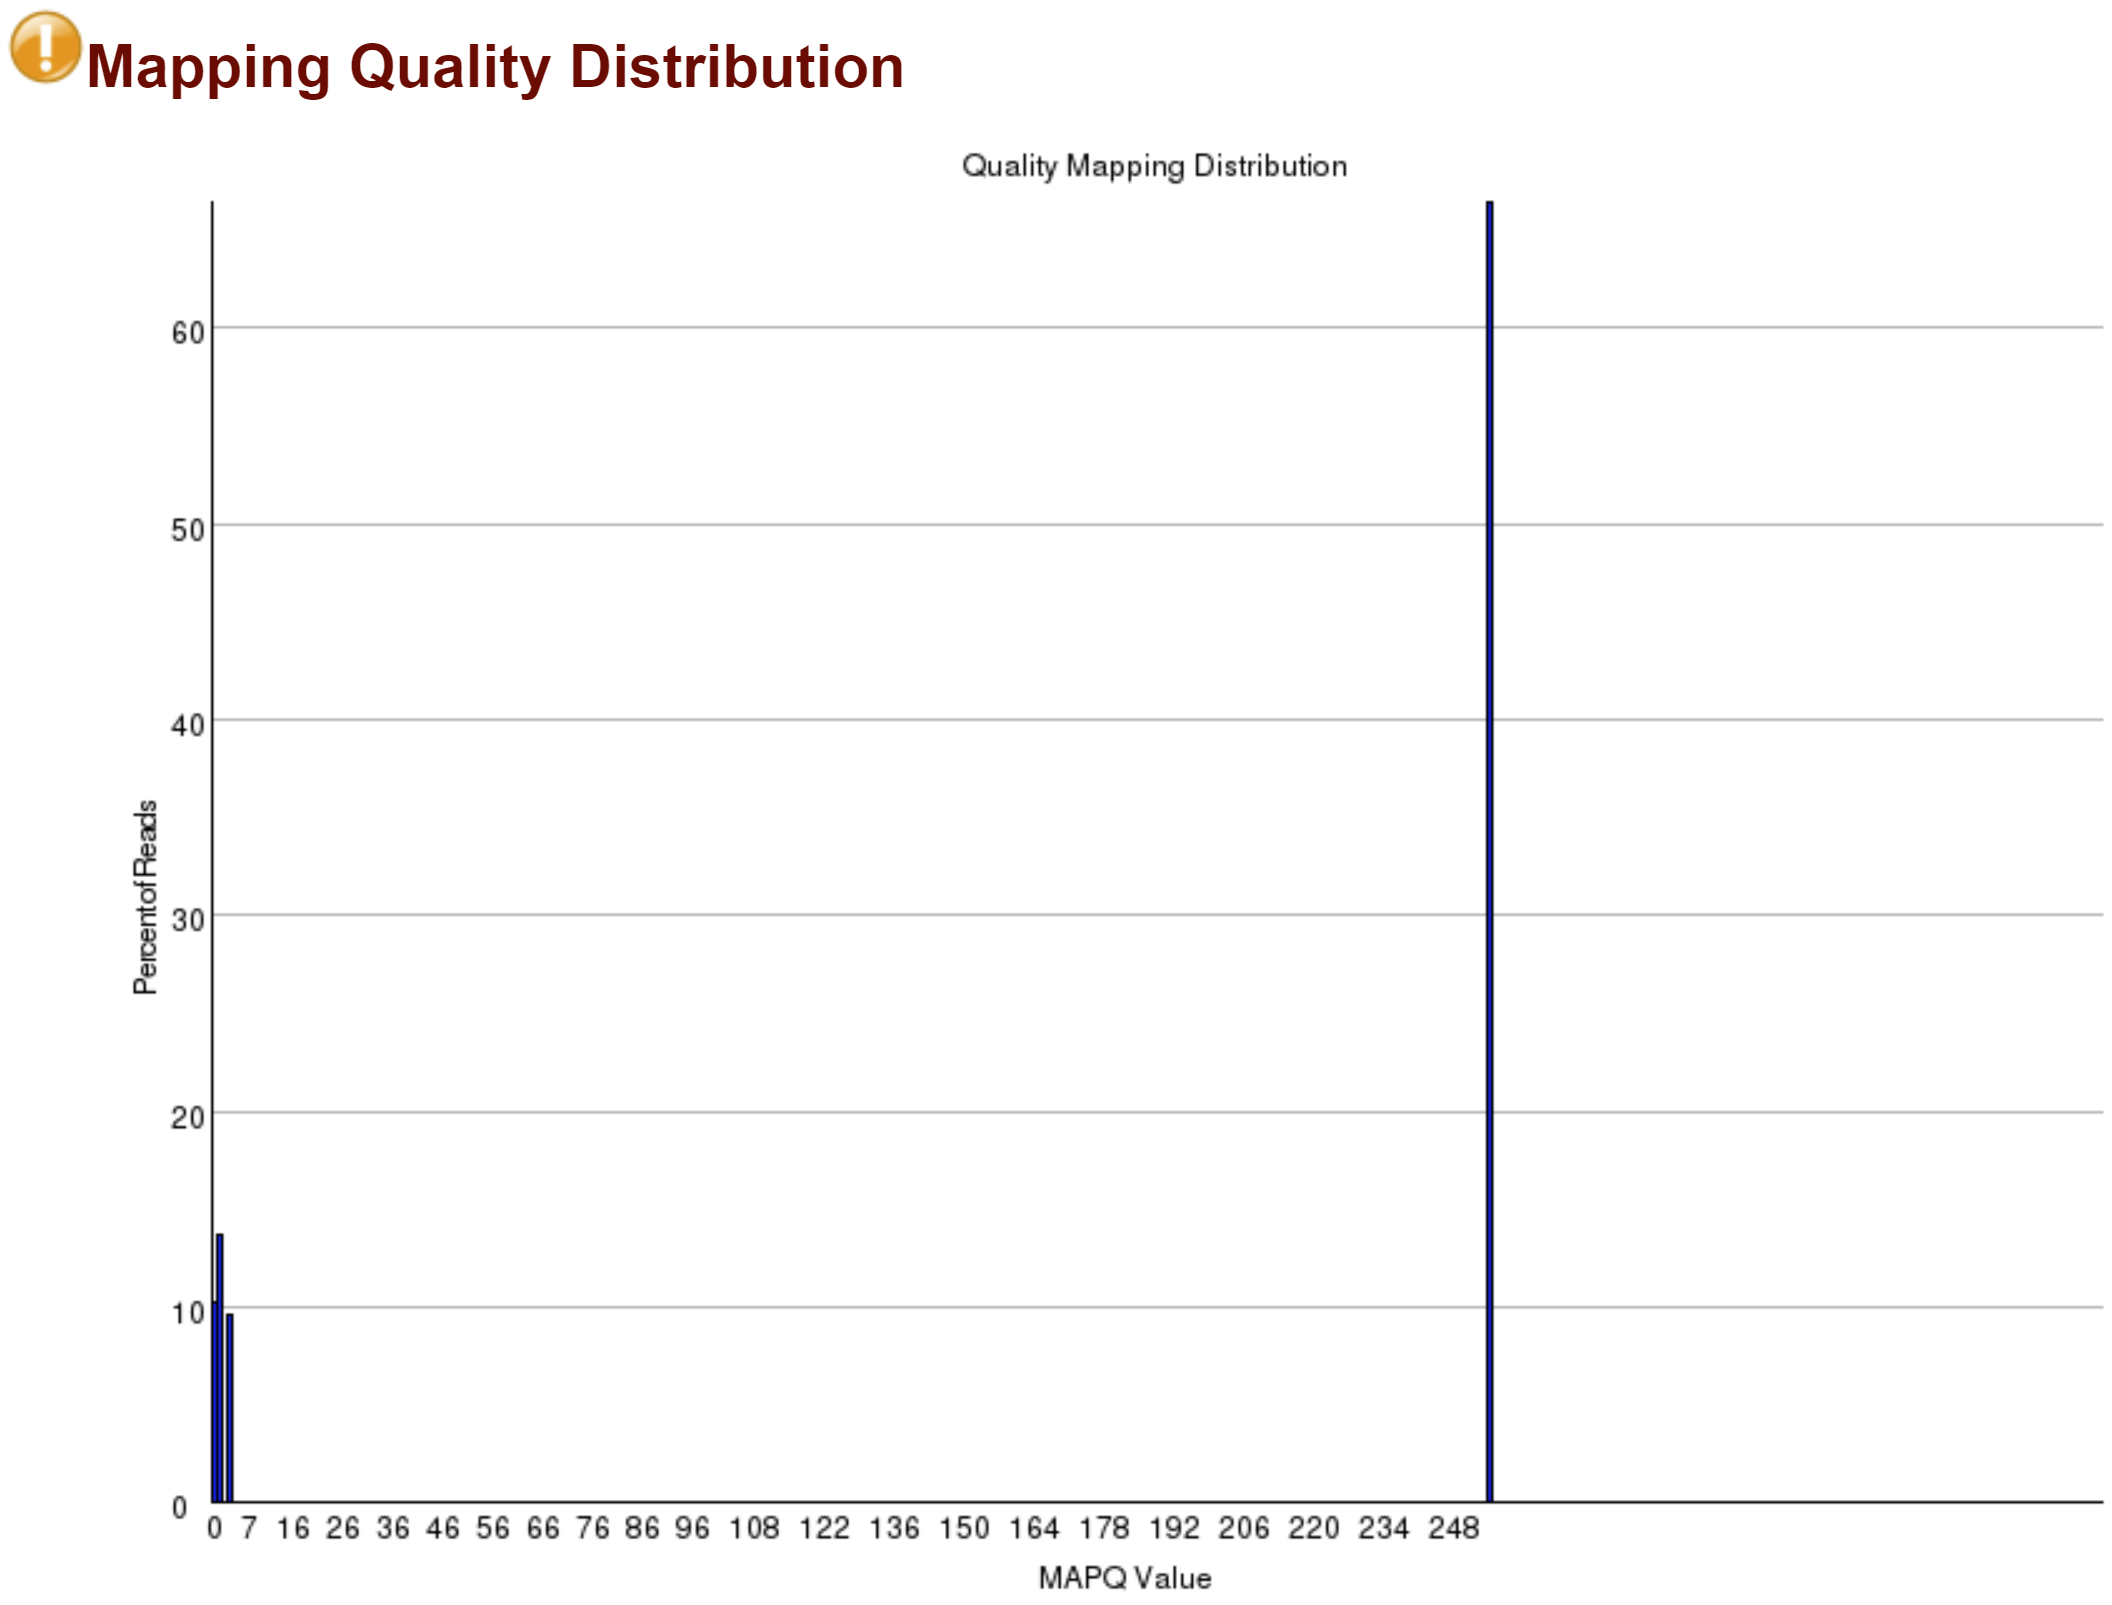 Mapping Quality Distribution
Quality Mapping Distribution
Percent of Reads
60
50
40
30
20
10
0
0 7 16 26 36 46 56 66 76 86 96 108 122 136 150 164 178 192 206 220 234 248
MAPQ Value